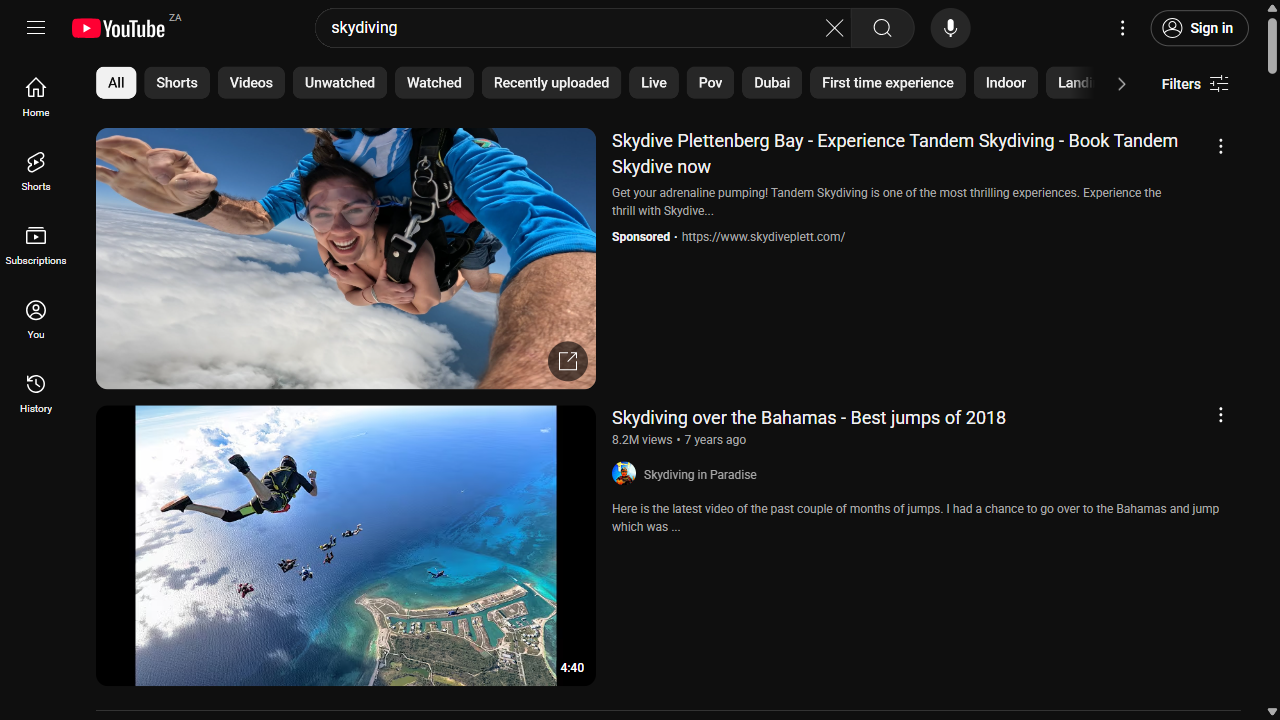 YouTube ZA
skydiving
Sign in
Home
Shorts
Subscriptions
You
History
All
Shorts
Videos
Unwatched
Watched
Recently uploaded
Live
Pov
Dubai
First time experience
Indoor
Landi
Filters
Skydive Plettenberg Bay - Experience Tandem Skydiving - Book Tandem
Skydive now
Get your adrenaline pumping! Tandem Skydiving is one of the most thrilling experiences. Experience the
thrill with Skydive...
Sponsored · https://www.skydiveplett.com/
4:40
Skydiving over the Bahamas - Best jumps of 2018
8.2M views • 7 years ago
Skydiving in Paradise
Here is the latest video of the past couple of months of jumps. I had a chance to go over to the Bahamas and jump
which was ...